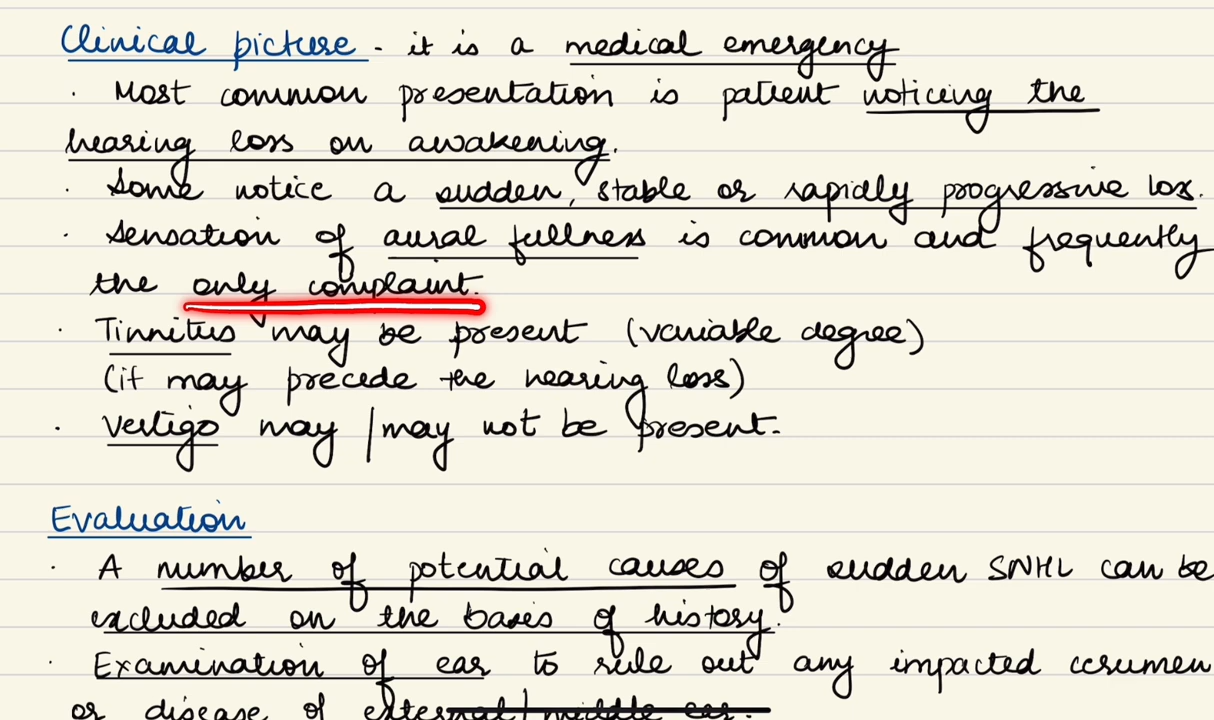 Clinical picture - it is a medical emergency
· Most common presentation is patient noticing the
hearing loss on awakening.
· Some notice a sudden, stable or rapidly progressive loss.
· Sensation of aural fullness is common and frequently
the only complaint.
· Tinnitus may be present (variable degree)
(it may precede the hearing loss)
· Vertigo may / may not be present.
Evaluation
· A number of potential causes of sudden SNHL can be
excluded on the basis of history.
· Examination of ear to rule out any impacted cerumen
or disease of external / middle ear.